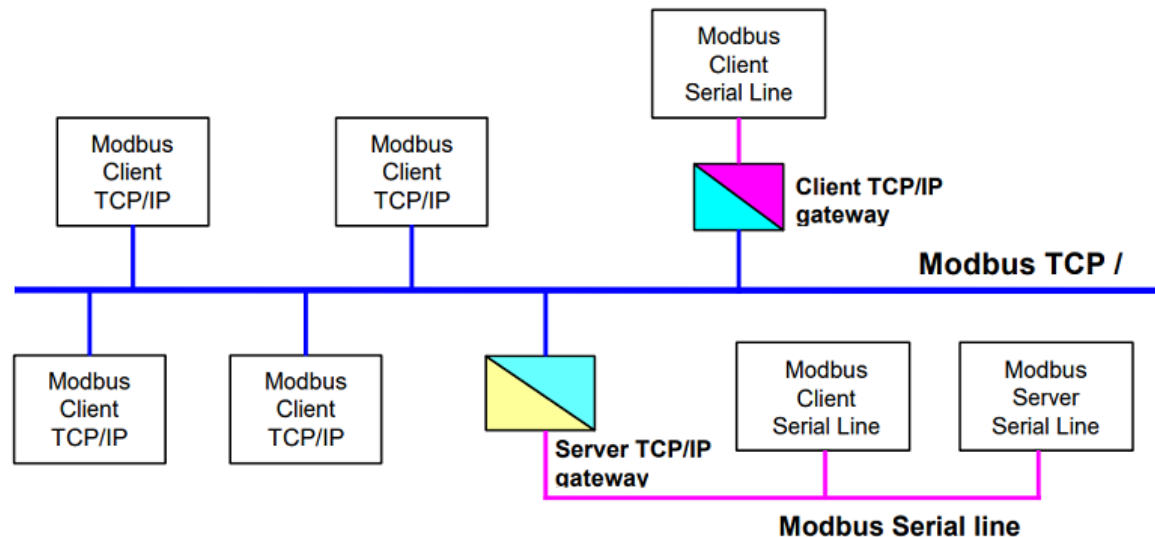 Modbus
Client
Serial Line
Modbus
Client
TCP/IP
Modbus
Client
TCP/IP
Client TCP/IP
gateway
Modbus TCP /
Modbus
Client
TCP/IP
Modbus
Client
TCP/IP
Server TCP/IP
gateway
Modbus
Client
Serial Line
Modbus
Server
Serial Line
Modbus Serial line